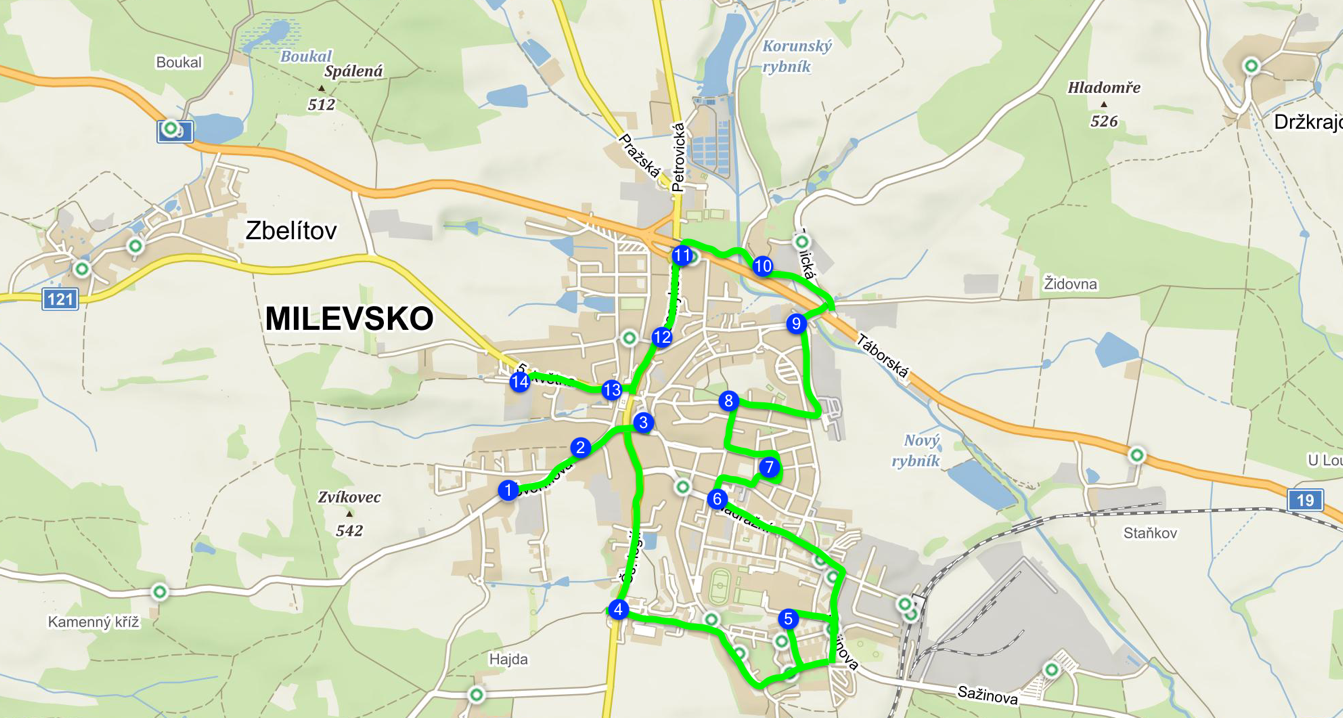 Boukal
Boukal
Spálená
512
Korunský
rybník
Hladomře
526
Držkrajo
Pražská
Petrovická
Zbelítov
121
MILEVSKO
11
10
Židovna
9
12
Táborská
14
13
8
3
2
Nový
rybník
7
1
6
Zvíkovec
542
19
Staňkov
Kamenný kříž
4
5
Hajda
Sažinova